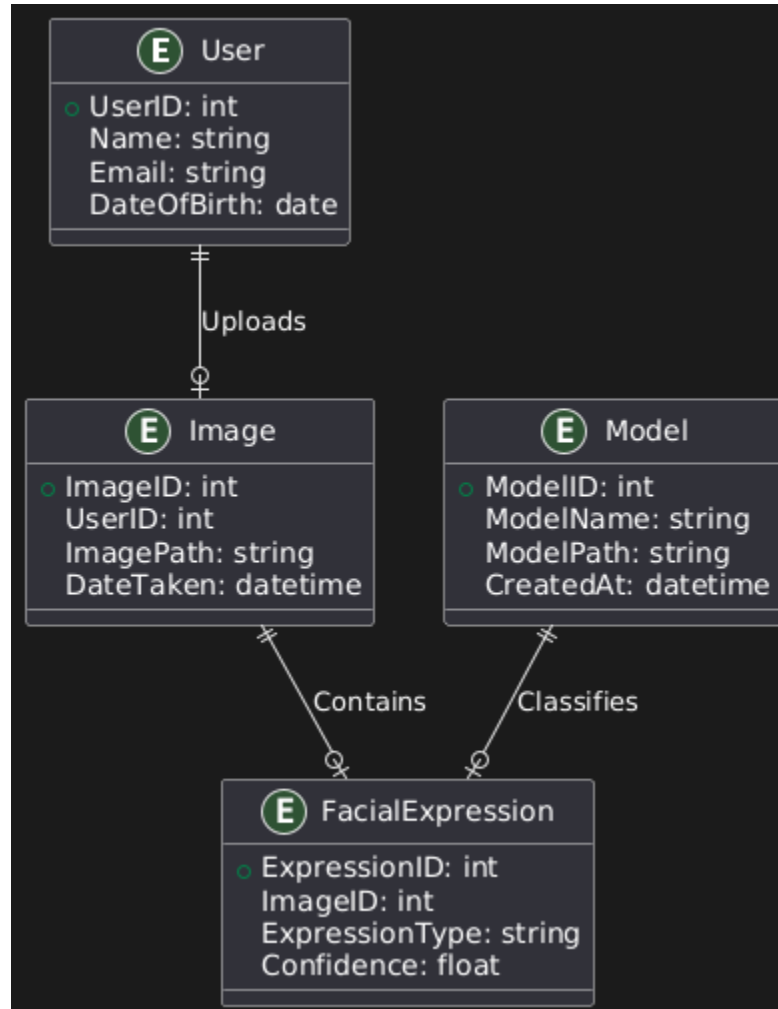 E User
UserID: int
Name: string
Email: string
DateOfBirth: date
Uploads
E Image
ImageID: int
UserID: int
ImagePath: string
DateTaken: datetime
E Model
ModelID: int
ModelName: string
ModelPath: string
CreatedAt: datetime
Contains
Classifies
E FacialExpression
ExpressionID: int
ImageID: int
ExpressionType: string
Confidence: float